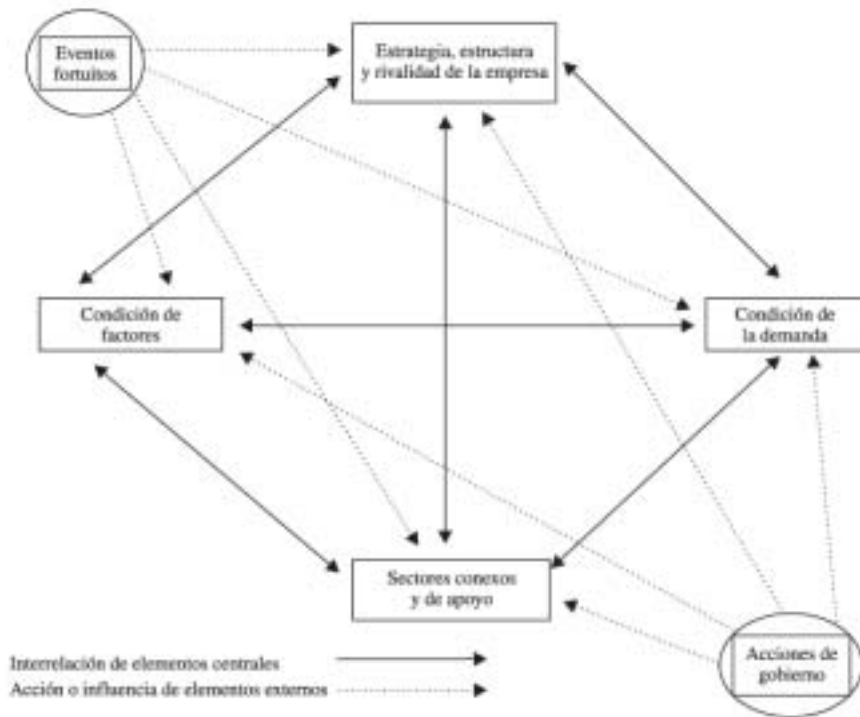 Eventos
fortuitos
Estrategia, estructura
y rivalidad de la empresa
Condición de
factores
Condición de
la demanda
Sectores conexos
y de apoyo
Acciones de
gobierno
Interrelación de elementos centrales
Acción o influencia de elementos externos